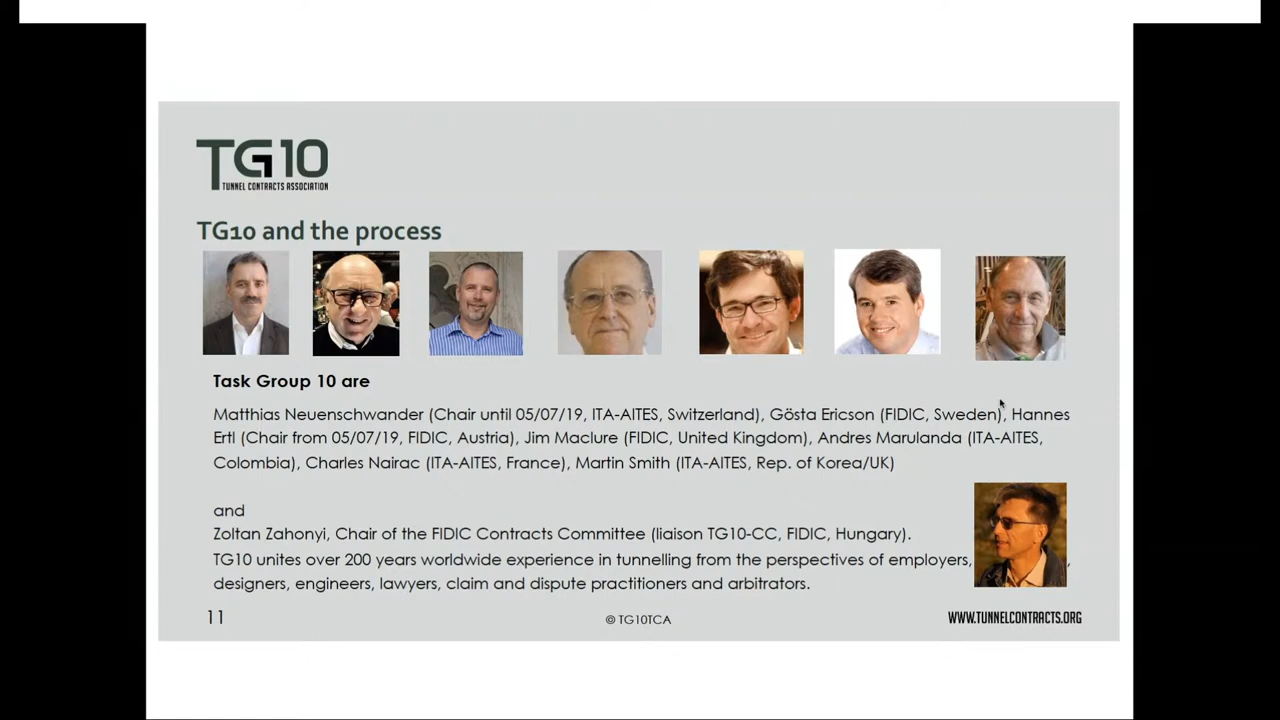 TG10
TUNNEL CONTRACTS ASSOCIATION
TG10 and the process
Task Group 10 are
Matthias Neuenschwander (Chair until 05/07/19, ITA-AITES, Switzerland), Gösta Ericson (FIDIC, Sweden), Hannes
Ertl (Chair from 05/07/19, FIDIC, Austria), Jim Maclure (FIDIC, United Kingdom), Andres Marulanda (ITA-AITES,
Colombia), Charles Nairac (ITA-AITES, France), Martin Smith (ITA-AITES, Rep. of Korea/UK)
and
Zoltan Zahonyi, Chair of the FIDIC Contracts Committee (liaison TG10-CC, FIDIC, Hungary).
TG10 unites over 200 years worldwide experience in tunnelling from the perspectives of employers,
designers, engineers, lawyers, claim and dispute practitioners and arbitrators.
11
© TG10TCA
WWW.TUNNELCONTRACTS.ORG